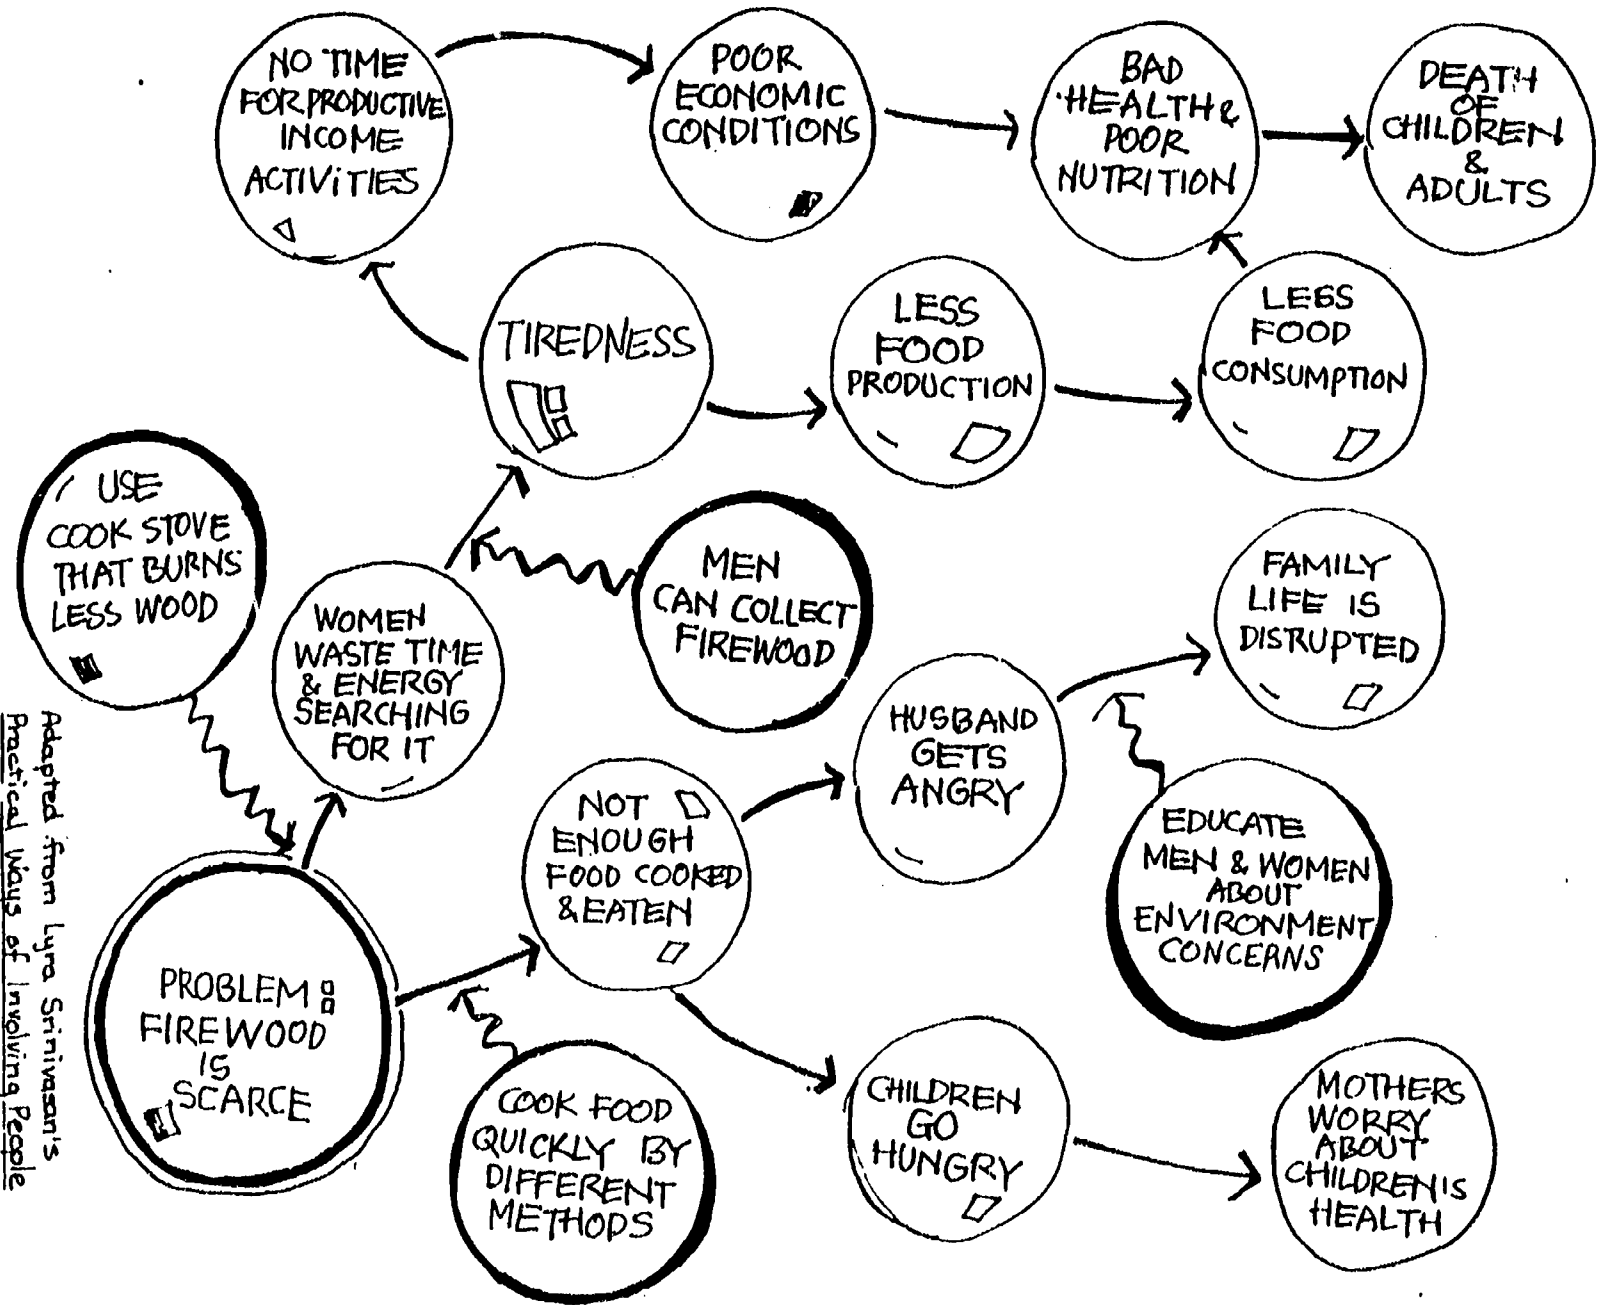 NO TIME
FOR PRODUCTIVE
INCOME
ACTIVITIES
POOR
ECONOMIC
CONDITIONS
BAD
HEALTH &
POOR
NUTRITION
DEATH
OF
CHILDREN
&
ADULTS
TIREDNESS
LESS
FOOD
PRODUCTION
LESS
FOOD
CONSUMPTION
USE
COOK STOVE
THAT BURNS
LESS WOOD
WOMEN
WASTE TIME
& ENERGY
SEARCHING
FOR IT
MEN
CAN COLLECT
FIREWOOD
FAMILY
LIFE IS
DISRUPTED
HUSBAND
GETS
ANGRY
NOT
ENOUGH
FOOD COOKED
& EATEN
EDUCATE
MEN & WOMEN
ABOUT
ENVIRONMENT
CONCERNS
PROBLEM:
FIREWOOD
IS
SCARCE
COOK FOOD
QUICKLY BY
DIFFERENT
METHODS
CHILDREN
GO
HUNGRY
MOTHERS
WORRY
ABOUT
CHILDREN'S
HEALTH
Adapted from Lyra Srinivasan's
Practical Ways of Involving People